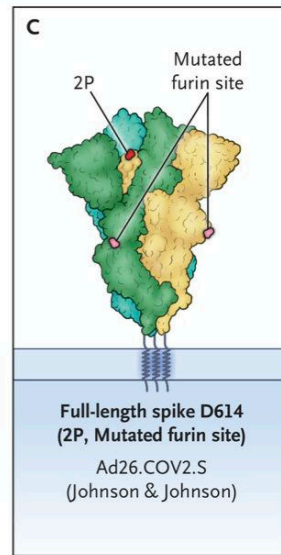 C
2P
Mutated
furin site
Full-length spike D614
(2P, Mutated furin site)
Ad26.COV2.S
(Johnson & Johnson)